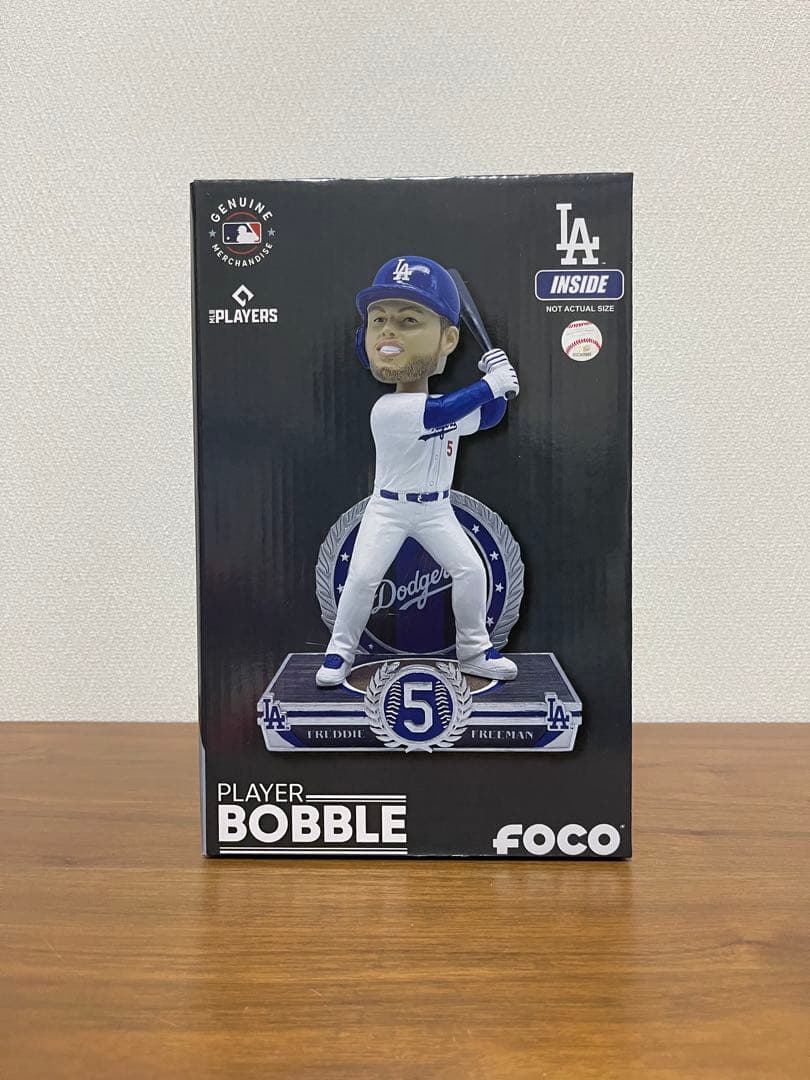 GENUINE
MERCHANDISE
MLB PLAYERS
LA
INSIDE
NOT ACTUAL SIZE
LA
5
Dodgers
5
LA
LA
FREDDIE
FREEMAN
PLAYER
BOBBLE
FOCO